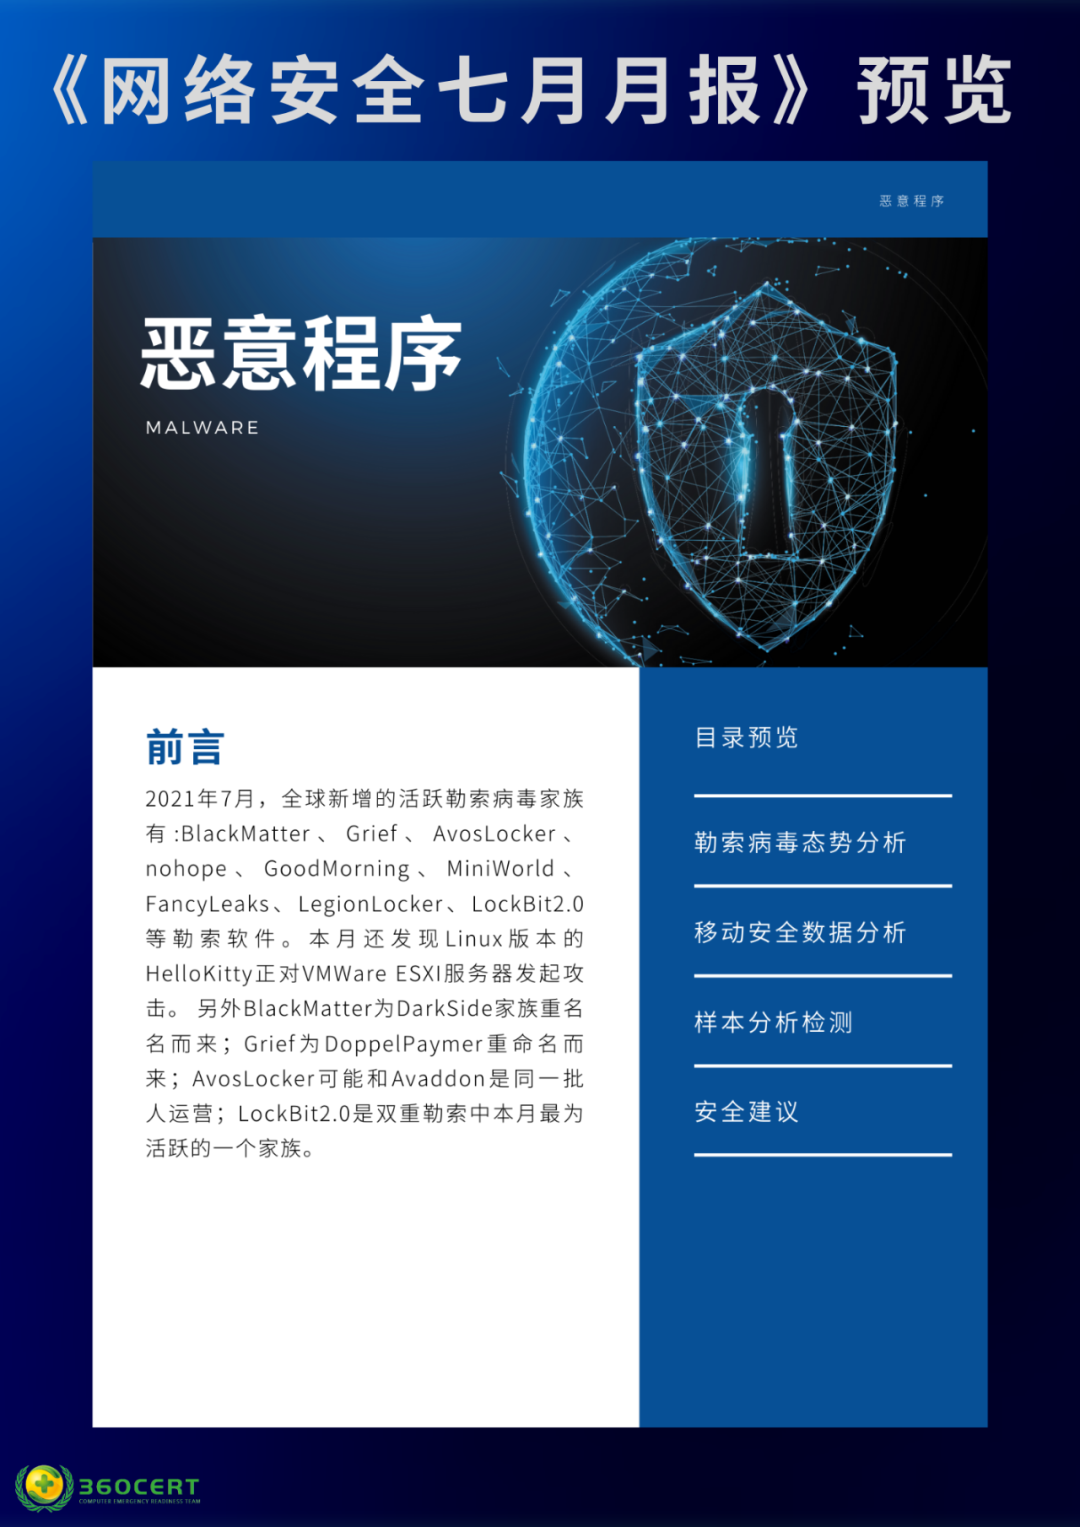 《网络安全七月月报》预览
恶意程序
恶意程序
MALWARE
前言
2021年7月，全球新增的活跃勒索病毒家族
有:BlackMatter、Grief、AvosLocker、
nohope、GoodMorning、MiniWorld、
FancyLeaks、LegionLocker、LockBit2.0
等勒索软件。本月还发现Linux版本的
HelloKitty正对VMWare ESXI服务器发起攻
击。 另外BlackMatter为DarkSide家族重名
名而来；Grief为DoppelPaymer重命名而
来；AvosLocker可能和Avaddon是同一批
人运营；LockBit2.0是双重勒索中本月最为
活跃的一个家族。
目录预览
勒索病毒态势分析
移动安全数据分析
样本分析检测
安全建议
360CERT
COMPUTER EMERGENCY READINESS TEAM